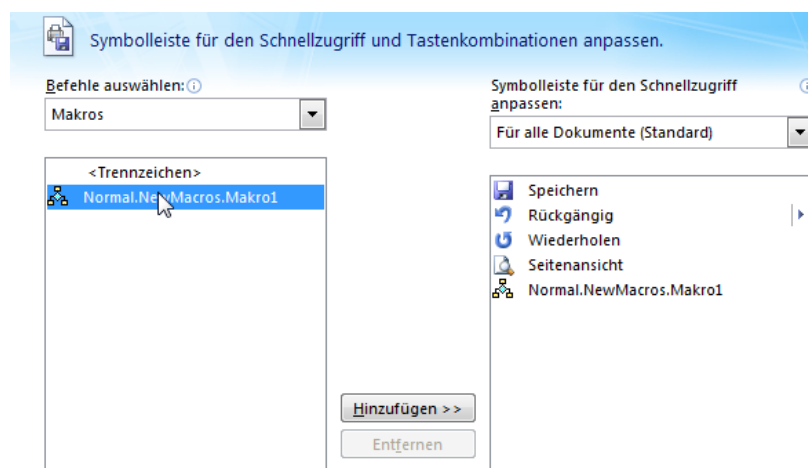 Symbolleiste für den Schnellzugriff und Tastenkombinationen anpassen.
Befehle auswählen:
Makros
<Trennzeichen>
Normal.NewMacros.Makro1
Symbolleiste für den Schnellzugriff
anpassen:
Für alle Dokumente (Standard)
Speichern
Rückgängig
Wiederholen
Seitenansicht
Normal.NewMacros.Makro1
Hinzufügen >>
Entfernen